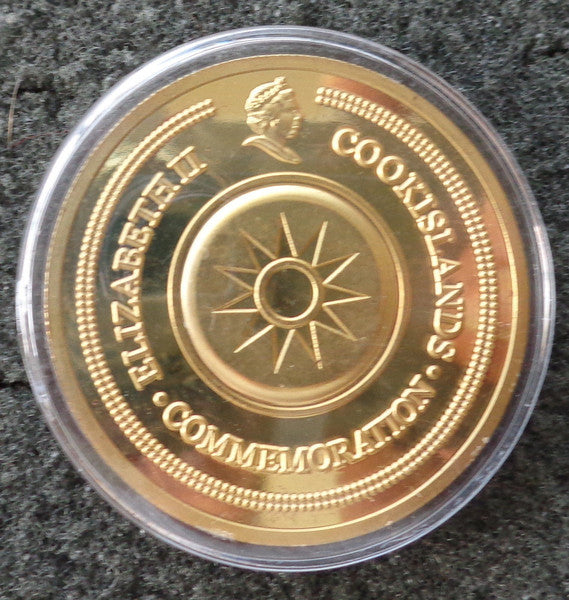 ELIZABETH II
COOK ISLANDS
• COMMEMORATION •